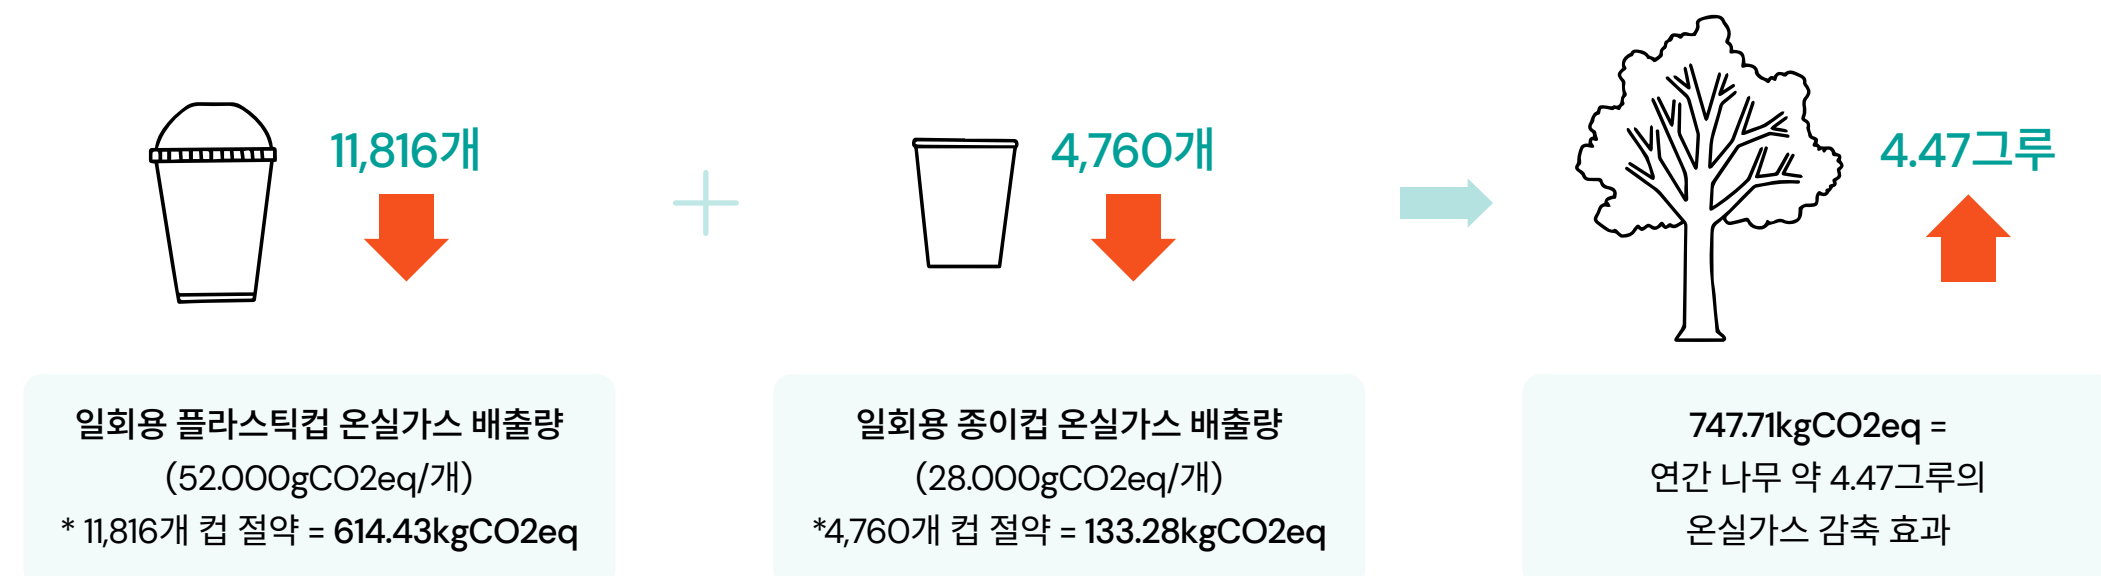 11,816개
4,760개
4.47그루
일회용 플라스틱컵 온실가스 배출량
(52.000gCO2eq/개)
* 11,816개 컵 절약 = 614.43kgCO2eq
일회용 종이컵 온실가스 배출량
(28.000gCO2eq/개)
*4,760개 컵 절약 = 133.28kgCO2eq
747.71kgCO2eq =
연간 나무 약 4.47그루의
온실가스 감축 효과